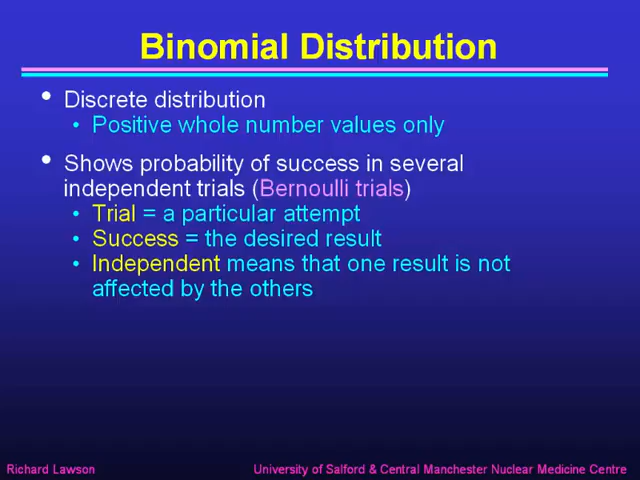 Binomial Distribution
• Discrete distribution
• Positive whole number values only
• Shows probability of success in several
independent trials (Bernoulli trials)
• Trial = a particular attempt
• Success = the desired result
• Independent means that one result is not
affected by the others
Richard Lawson
University of Salford & Central Manchester Nuclear Medicine Centre